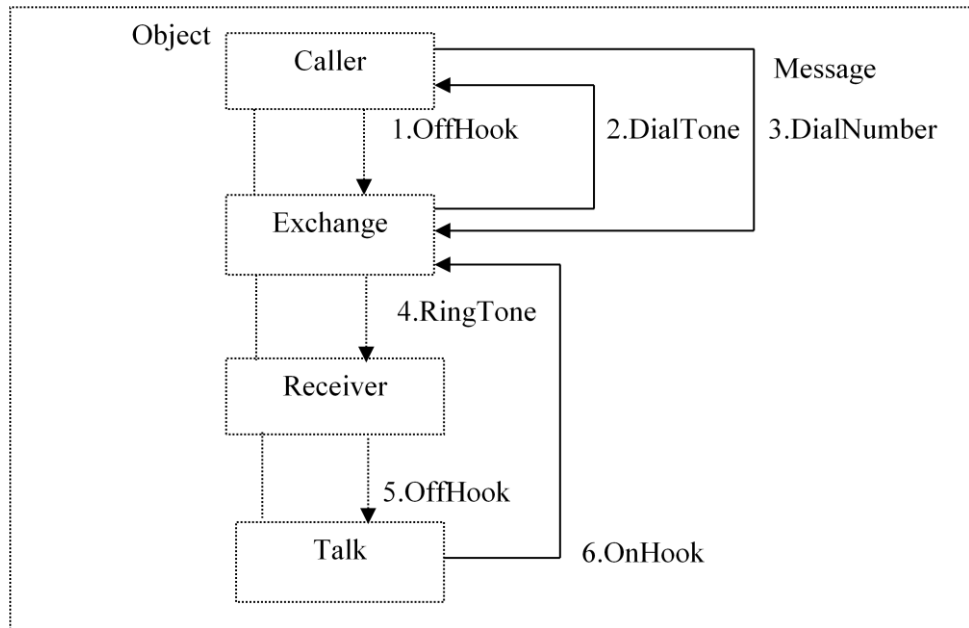 Object
Caller
Message
1.OffHook
2.DialTone
3.DialNumber
Exchange
4.RingTone
Receiver
5.OffHook
Talk
6.OnHook